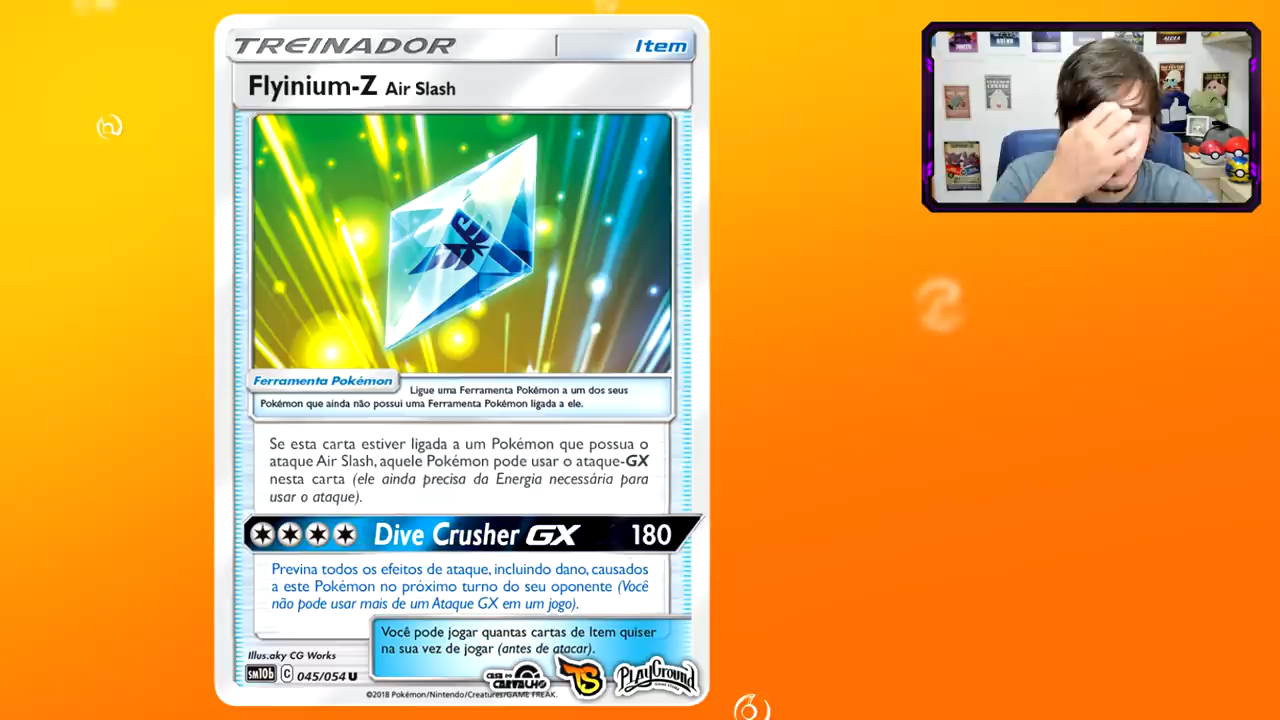 TREINADOR
Item
Flyinium-Z Air Slash
Ferramenta Pokémon
Ligue uma Ferramenta Pokémon a um dos seus
Pokémon que ainda não possui uma Ferramenta Pokémon ligada a ele.
Se esta carta estiver ligada a um Pokémon que possua o
ataque Air Slash, aquele Pokémon pode usar o ataque-GX
nesta carta (ele ainda precisa da Energia necessária para
usar o ataque).
Dive Crusher GX 180
Previna todos os efeitos de ataque, incluindo dano, causados
a este Pokémon no próximo turno do seu oponente (Você
não pode usar mais de um Ataque GX em um jogo).
Você pode jogar quantas cartas de Item quiser
na sua vez de jogar (antes de atacar).
Illus.aky CG Works
sm10b C 045/054 U
CASA DO CARVALHO
TS
PLAYGROUND
©2018 Pokémon/Nintendo/Creatures/GAME FREAK.